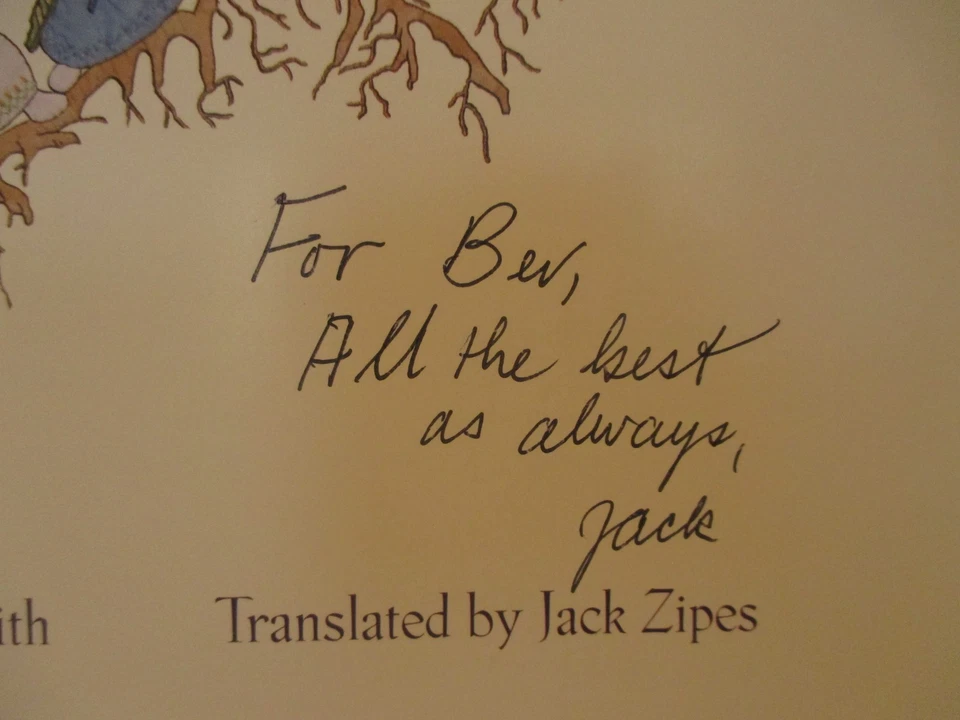 For Bev,
All the best
as always,
Jack
ith
Translated by Jack Zipes